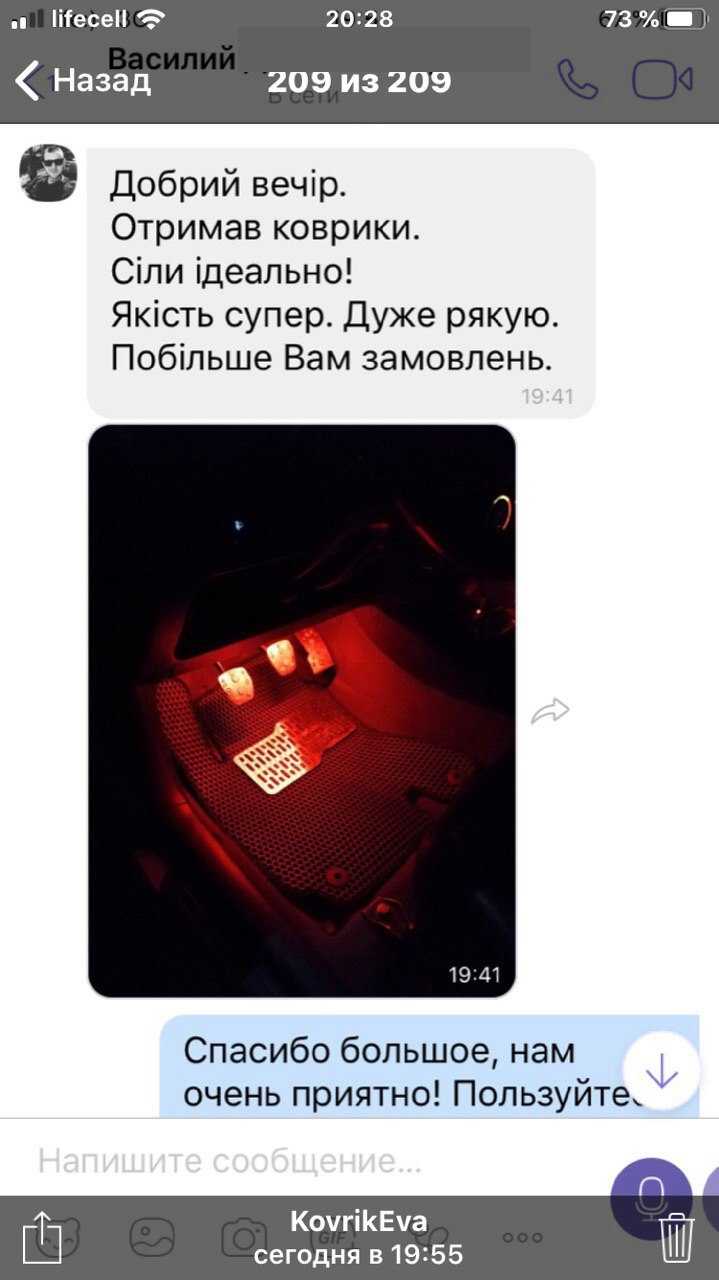 lifecell 20:28 73%
Василий
Назад 209 из 209
В сети
Добрий вечір.
Отримав коврики.
Сіли ідеально!
Якість супер. Дуже рякую.
Побільше Вам замовлень.
19:41
19:41
Спасибо большое, нам
очень приятно! Пользуйтес
Напишите сообщение...
KovrikEva
GIF
сегодня в 19:55